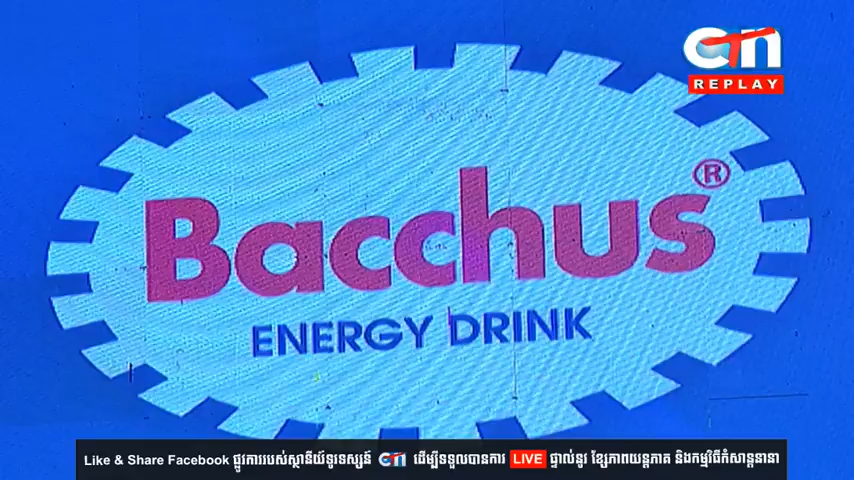 CTN
REPLAY
Bacchus®
ENERGY DRINK
Like & Share Facebook ផ្លូវការរបស់ស្ថានីយ៍ទូរទស្សន៍ CTN ដើម្បីទទួលបានការ LIVE ផ្ទាល់នូវ ខ្សែភាពយន្តភាគ និងកម្មវិធីកំសាន្តនានា